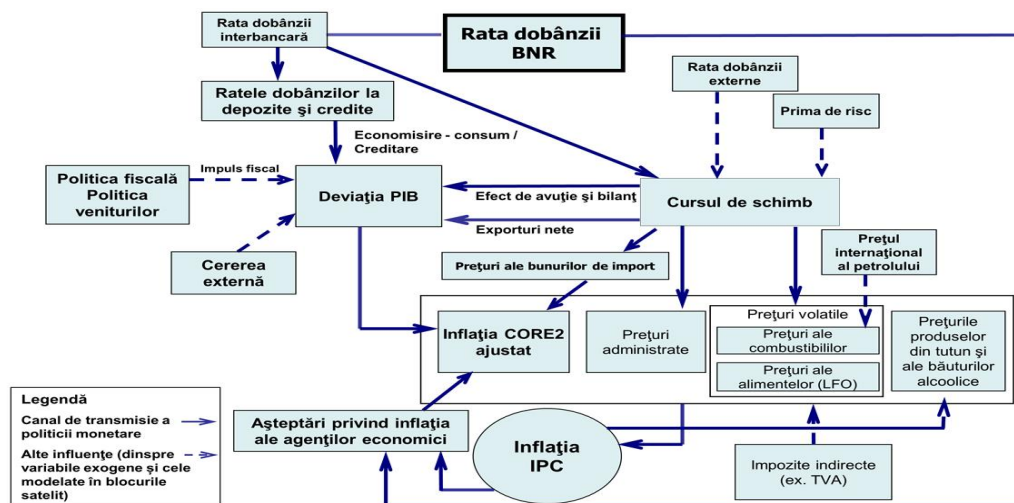 Rata dobânzii
interbancară
Rata dobânzii
BNR
Rata dobânzii
externe
Prima de risc
Ratele dobânzilor la
depozite şi credite
Economisire - consum /
Creditare
Impuls fiscal
Politica fiscală
Politica
veniturilor
Deviaţia PIB
Efect de avuţie şi bilanţ
Cursul de schimb
Exporturi nete
Cererea
externă
Preţuri ale bunurilor de import
Preţul
internaţional
al petrolului
Inflaţia CORE2
ajustat
Preţuri
administrate
Preţuri volatile
Preţuri ale
combustibililor
Preţuri ale
alimentelor (LFO)
Preţurile
produselor
din tutun şi
ale băuturilor
alcoolice
Legendă
Canal de transmisie a
politicii monetare
Alte influenţe (dinspre
variabile exogene şi cele
modelate în blocurile
satelit)
Aşteptări privind inflaţia
ale agenţilor economici
Inflaţia
IPC
Impozite indirecte
(ex. TVA)